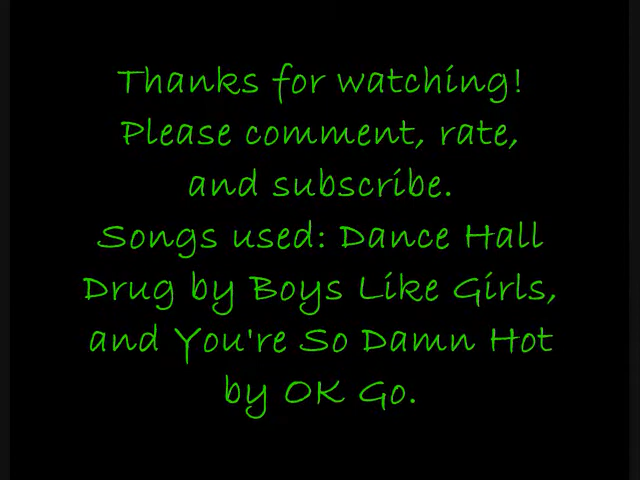 Thanks for watching!
Please comment, rate,
and subscribe.
Songs used: Dance Hall
Drug by Boys Like Girls,
and You're So Damn Hot
by OK Go.